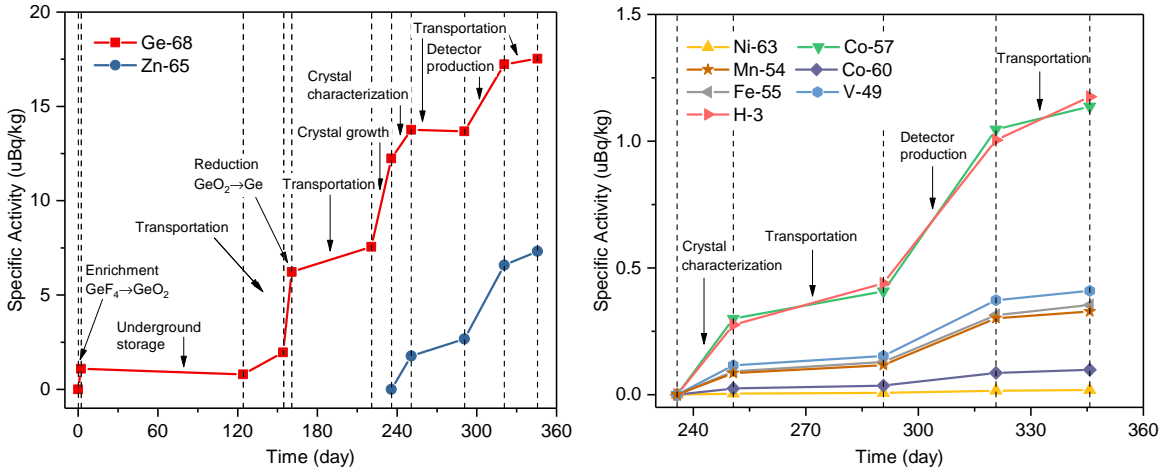 Ge-68
Zn-65
Transportation
Detector
production
Crystal
characterization
Crystal growth
Reduction
GeO₂→Ge
Transportation
Transportation
Enrichment
GeF₄→GeO₂
Underground
storage
Specific Activity (uBq/kg)
25
20
15
10
5
0
0 60 120 180 240 300 360
Time (day)
Ni-63 Co-57
Mn-54 Co-60
Fe-55 V-49
H-3
Transportation
Detector
production
Transportation
Crystal
characterization
Specific Activity (uBq/kg)
1.5
1.0
0.5
0.0
240 270 300 330 360
Time (day)